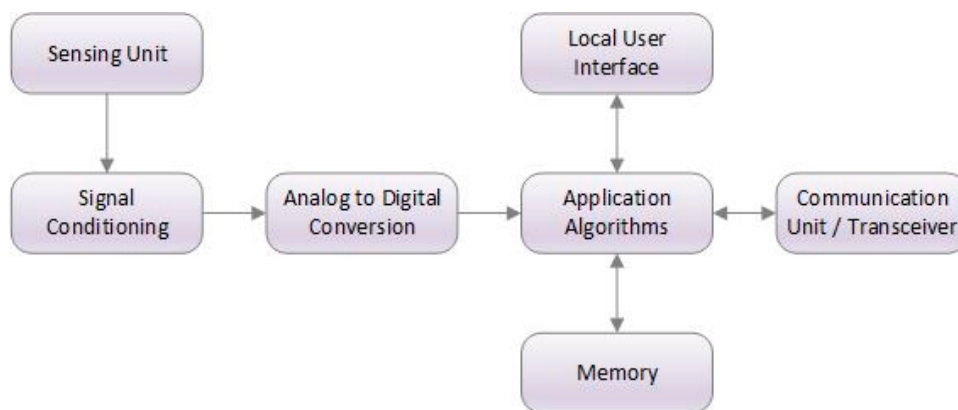 Sensing Unit
Local User
Interface
Signal
Conditioning
Analog to Digital
Conversion
Application
Algorithms
Communication
Unit / Transceiver
Memory